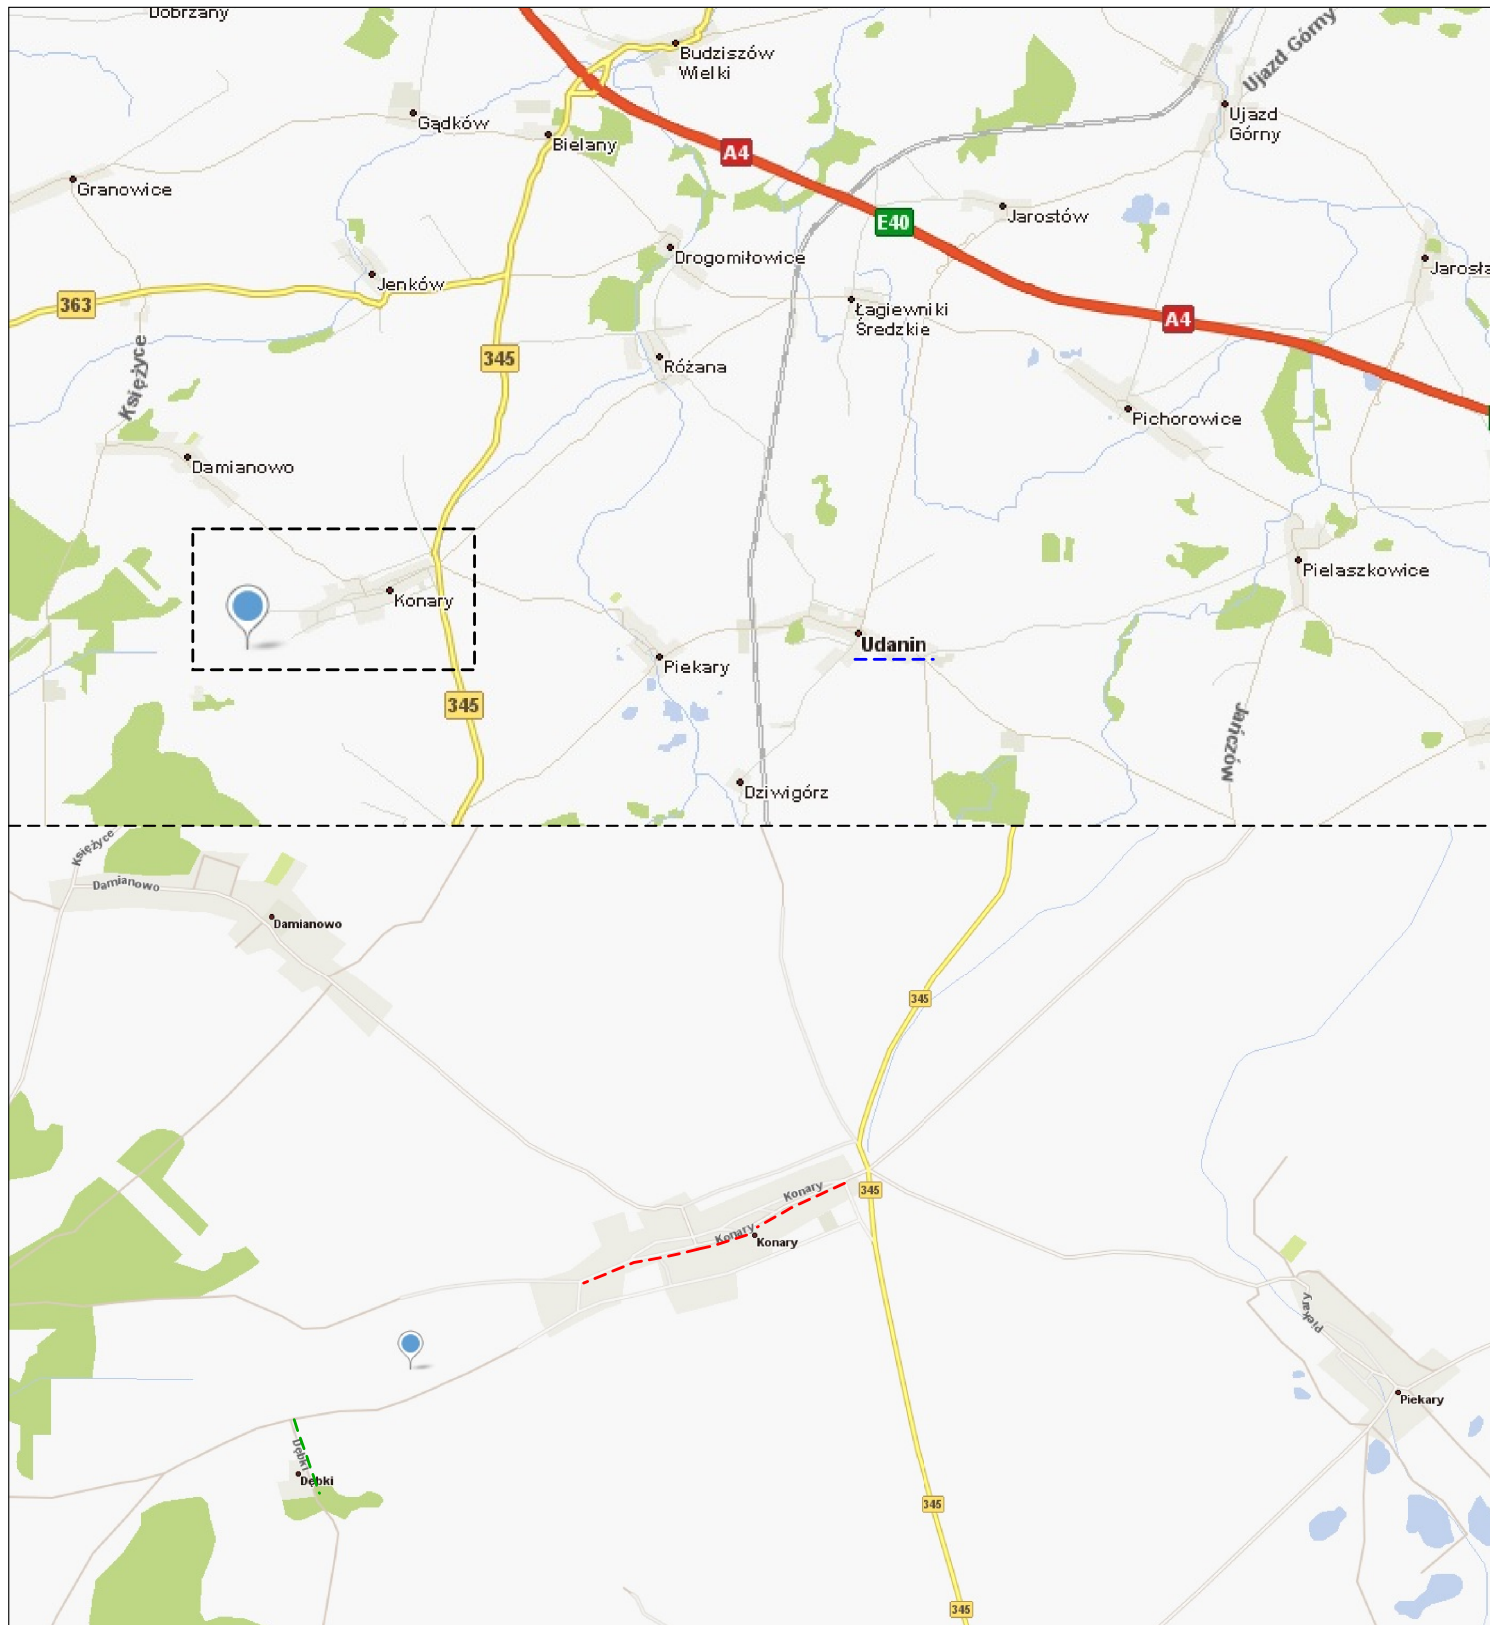 Dobrzany
Budziszów
Wielki
Ujazd Górny
Gądków
Bielany
A4
Ujazd
Górny
Granowice
E40
Jarostów
Drogomiłowice
Jarosła
Jenków
363
Łagiewniki
Średzkie
A4
Księżyce
345
Różana
Pichorowice
Damianowo
Pielaszkowice
Konary
Udanin
Piekary
345
Jańczów
Dziwigórz
Księżyce
Damianowo
Damianowo
345
Konary
345
Konary
Konary
Piekary
Piekary
Dębki
Dębki
345
345